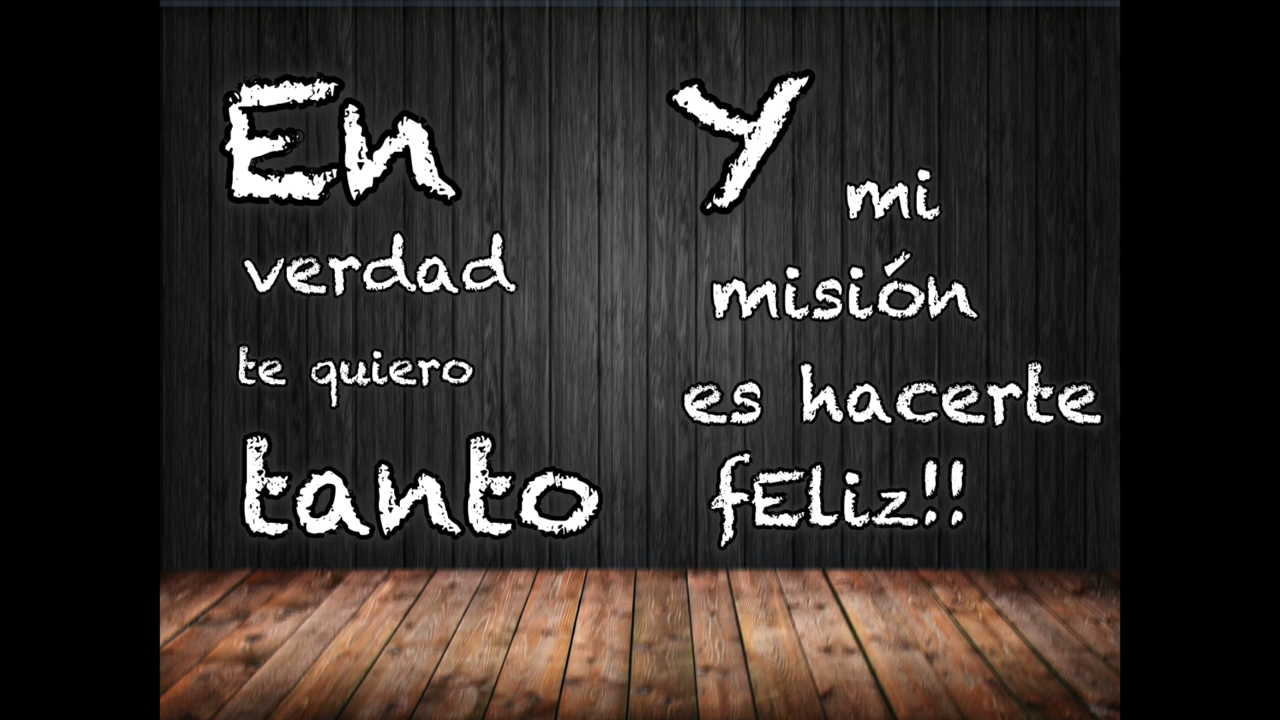 En
verdad
te quiero
tanto
Y
mi
misión
es hacerte
fEliz!!